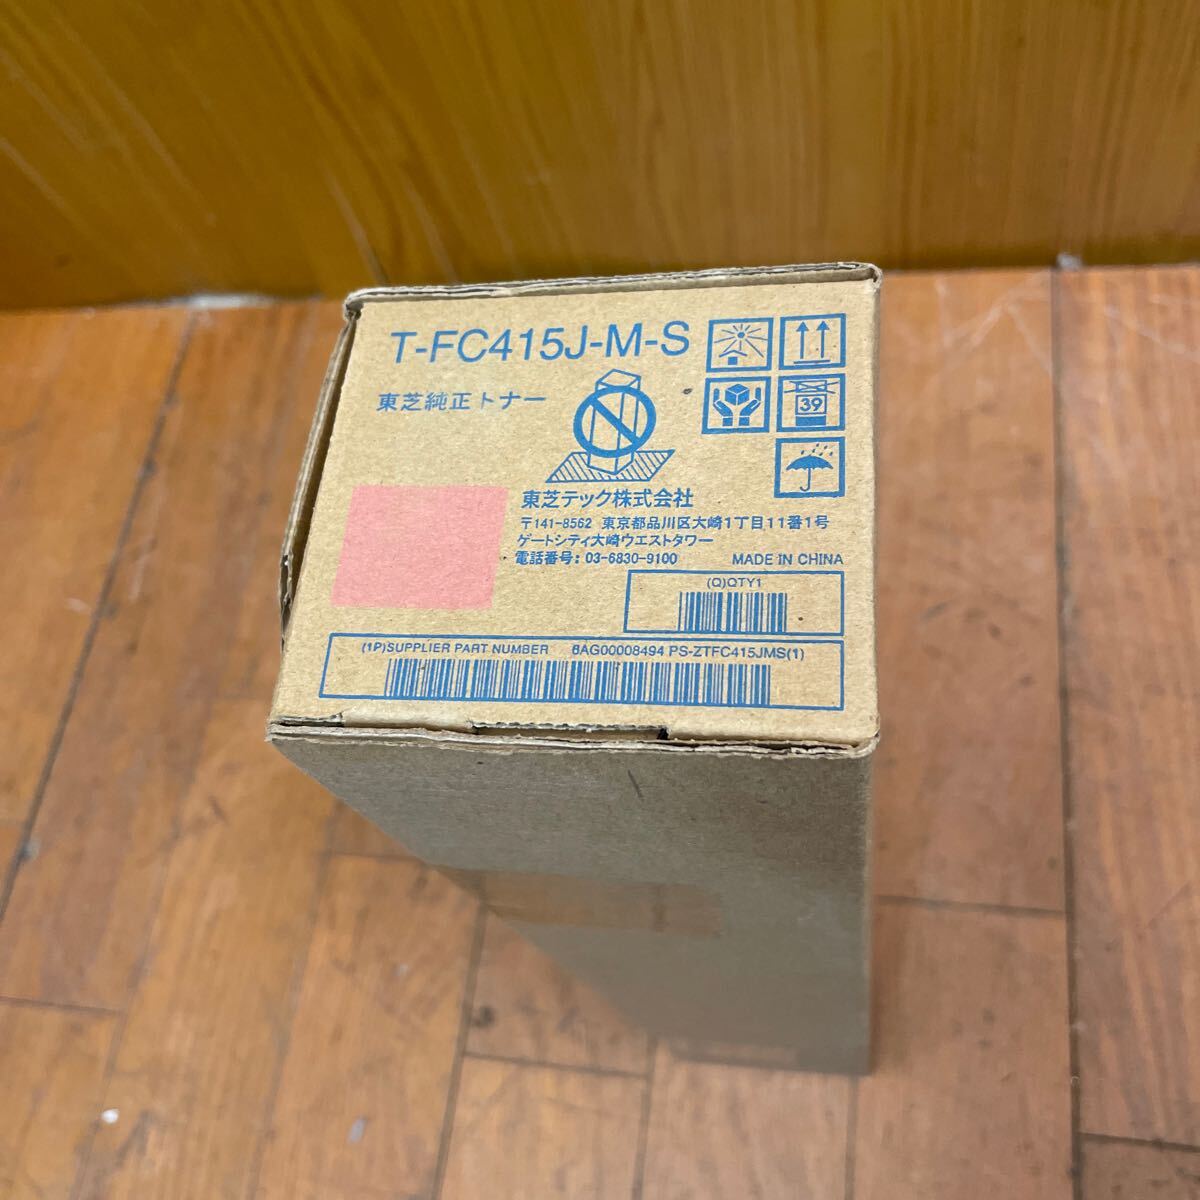 T-FC415J-M-S
東芝純正トナー
39
東芝テック株式会社
〒141-8562 東京都品川区大崎1丁目11番1号
ゲートシティ大崎ウエストタワー
電話番号: 03-6830-9100
MADE IN CHINA
(Q)QTY1
(1P)SUPPLIER PART NUMBER 6AG00008494 PS-ZTFC415JMS(1)